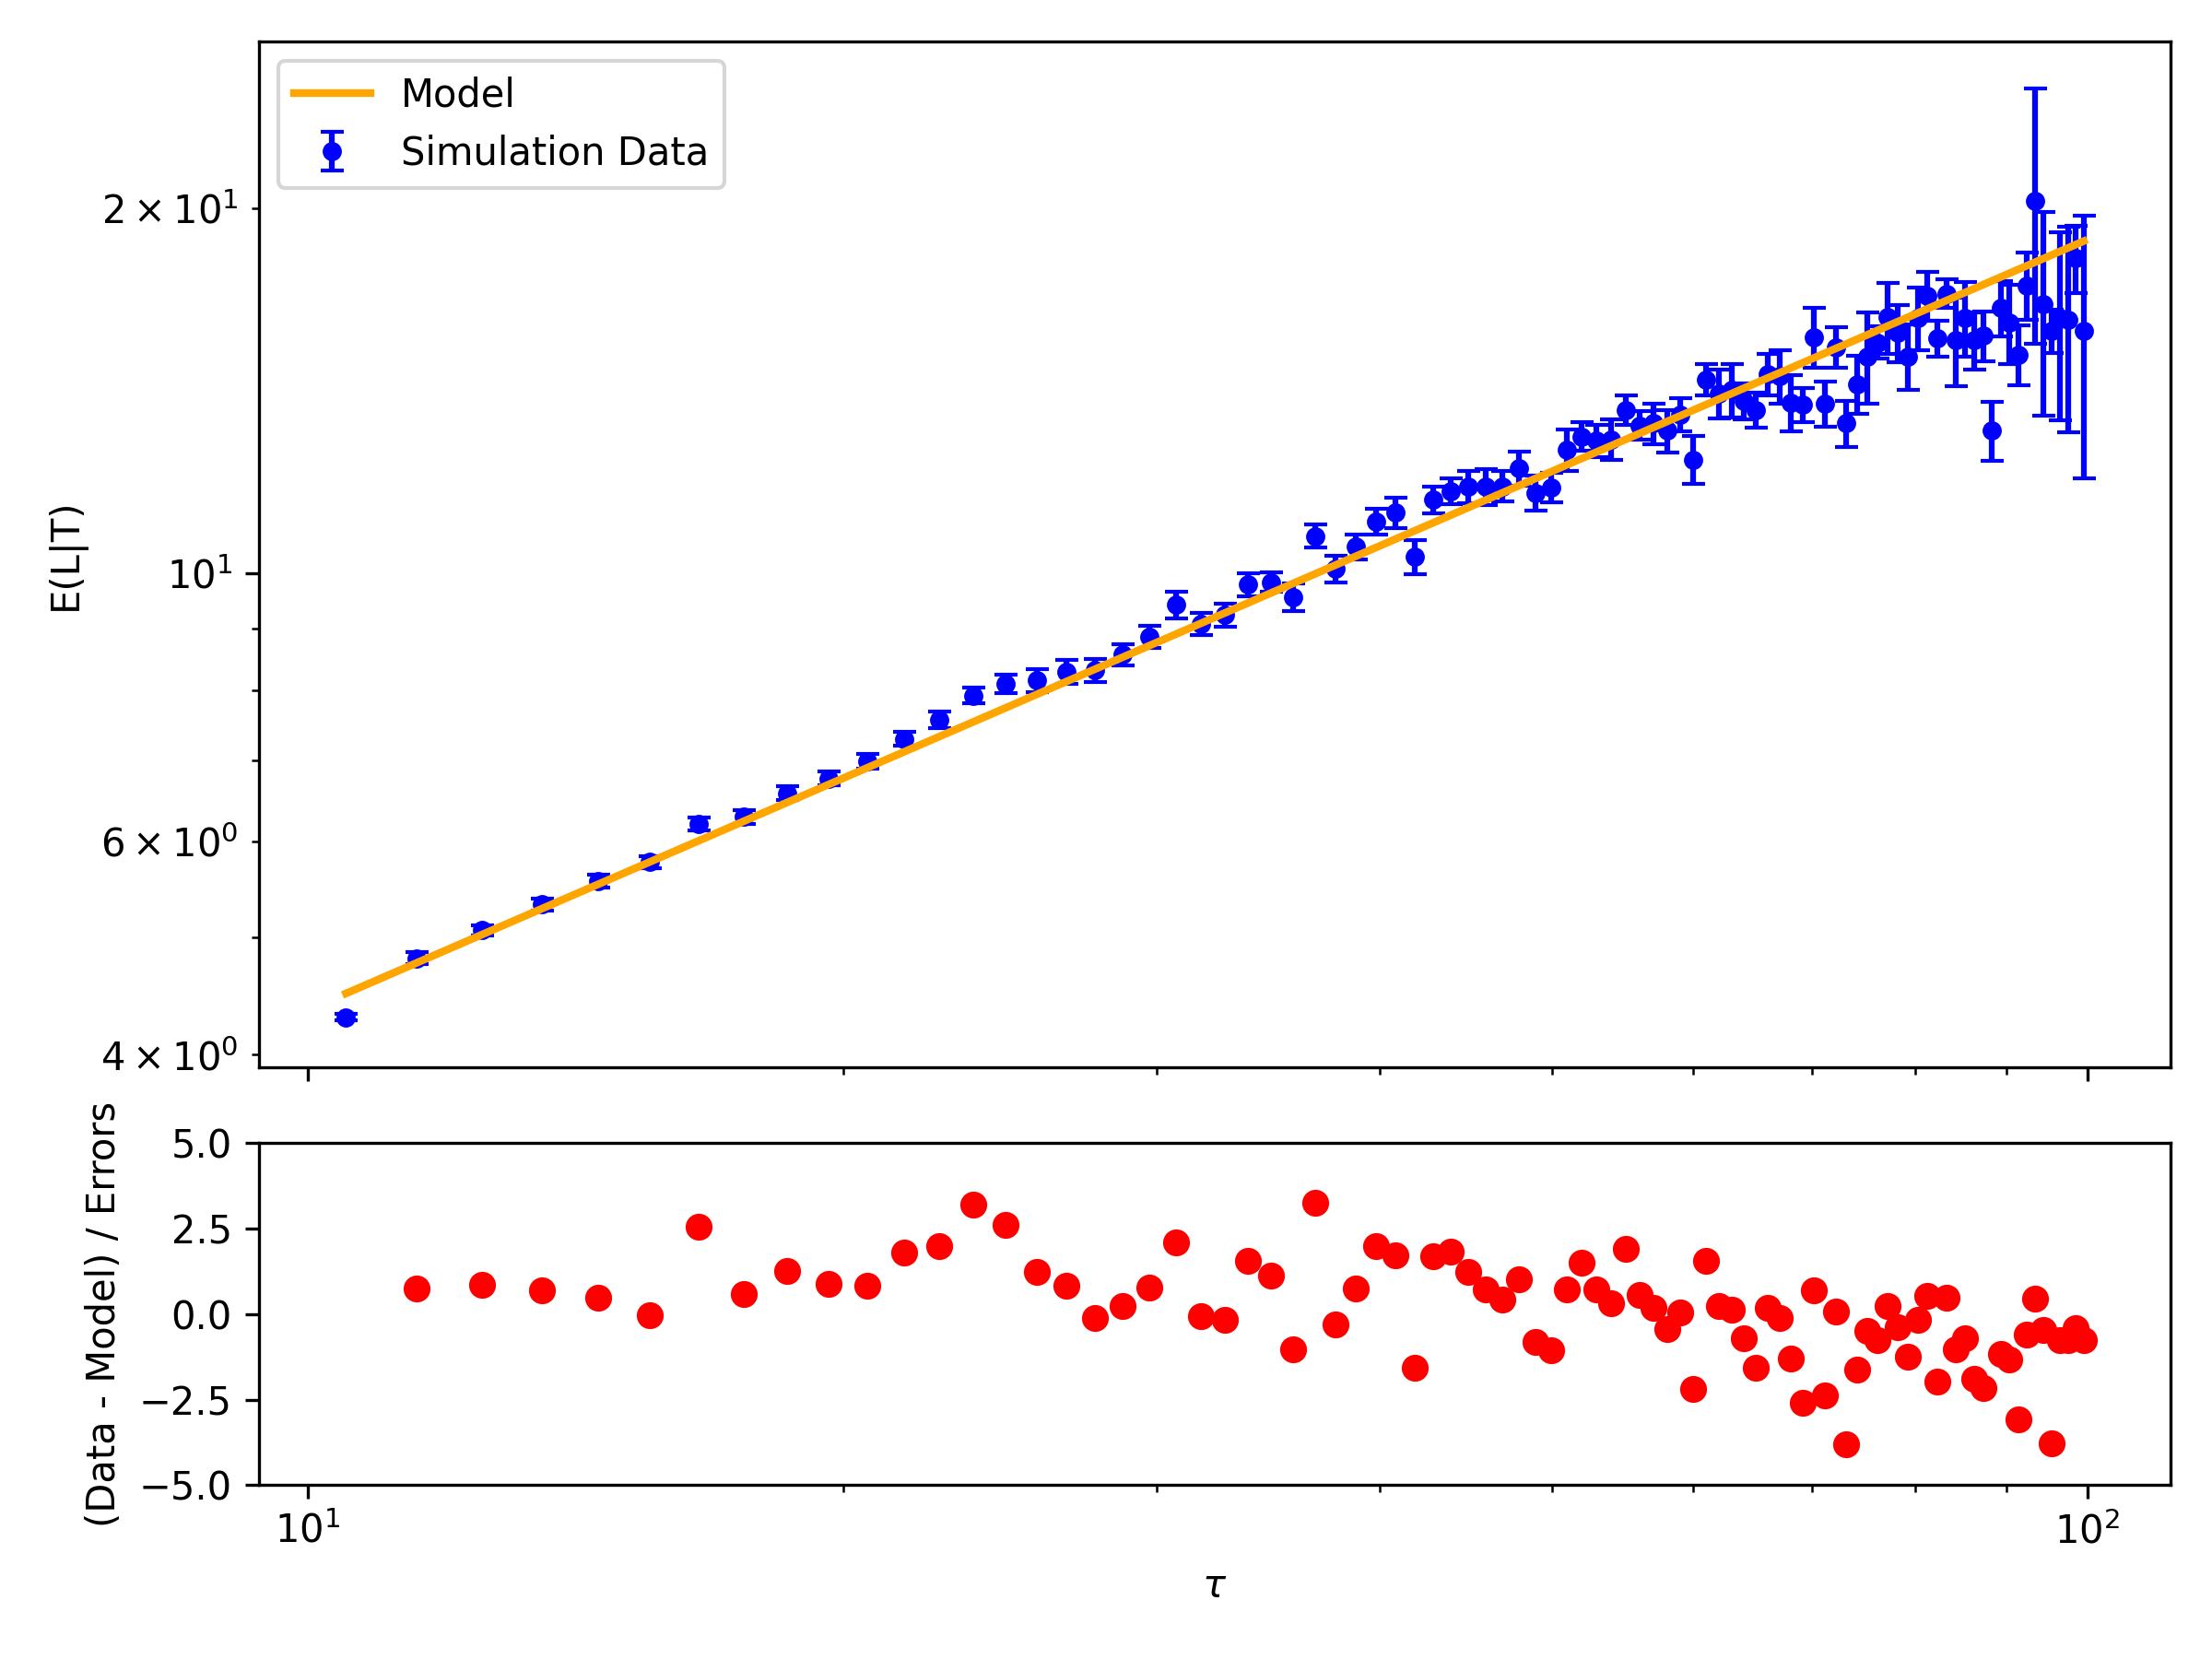 Model
Simulation Data
2 × 10¹
10¹
6 × 10⁰
4 × 10⁰
E(L|T)
5.0
2.5
0.0
−2.5
−5.0
(Data - Model) / Errors
10¹
10²
τ